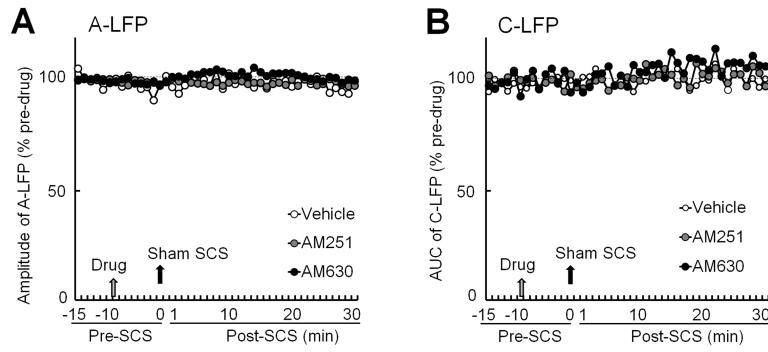 A A-LFP
Amplitude of A-LFP (% pre-drug)
100
50
0
Vehicle
AM251
AM630
Drug
Sham SCS
-15 -10 0 1 10 20 30
Pre-SCS Post-SCS (min)
B C-LFP
AUC of C-LFP (% pre-drug)
100
50
0
Vehicle
AM251
AM630
Drug
Sham SCS
-15 -10 0 1 10 20 30
Pre-SCS Post-SCS (min)